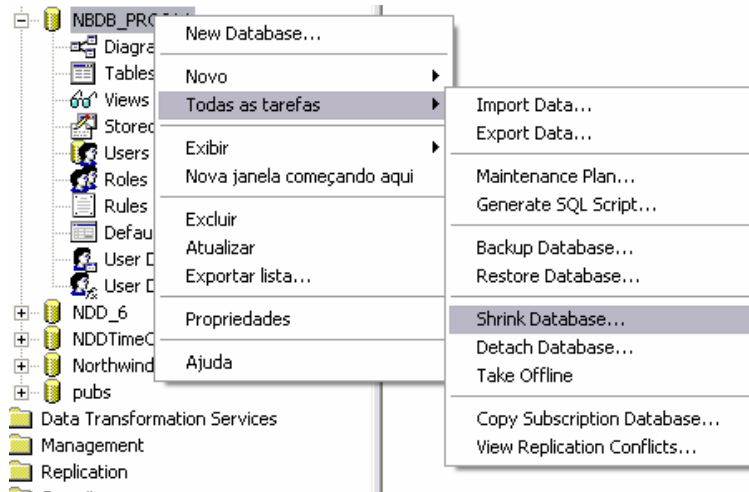 NBDB_PROC
Diagra
Tables
Views
Stored
Users
Roles
Rules
Defau
User D
User D
NDD_6
NDDTimeC
Northwind
pubs
Data Transformation Services
Management
Replication
New Database...
Novo
Todas as tarefas
Exibir
Nova janela começando aqui
Excluir
Atualizar
Exportar lista...
Propriedades
Ajuda
Import Data...
Export Data...
Maintenance Plan...
Generate SQL Script...
Backup Database...
Restore Database...
Shrink Database...
Detach Database...
Take Offline
Copy Subscription Database...
View Replication Conflicts...